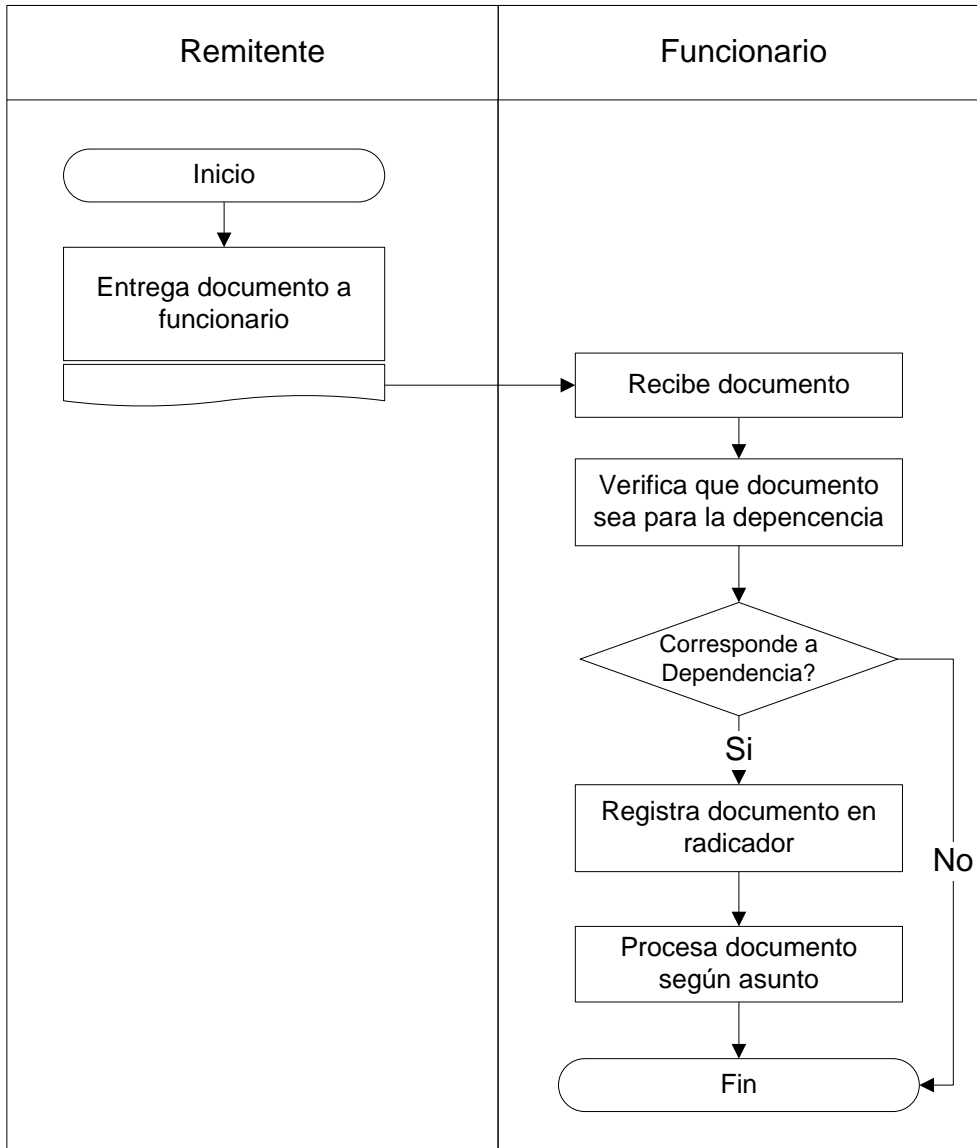 Remitente
Funcionario
Inicio
Entrega documento a
funcionario
Recibe documento
Verifica que documento
sea para la depencencia
Corresponde a
Dependencia?
Si
Registra documento en
radicador
No
Procesa documento
según asunto
Fin